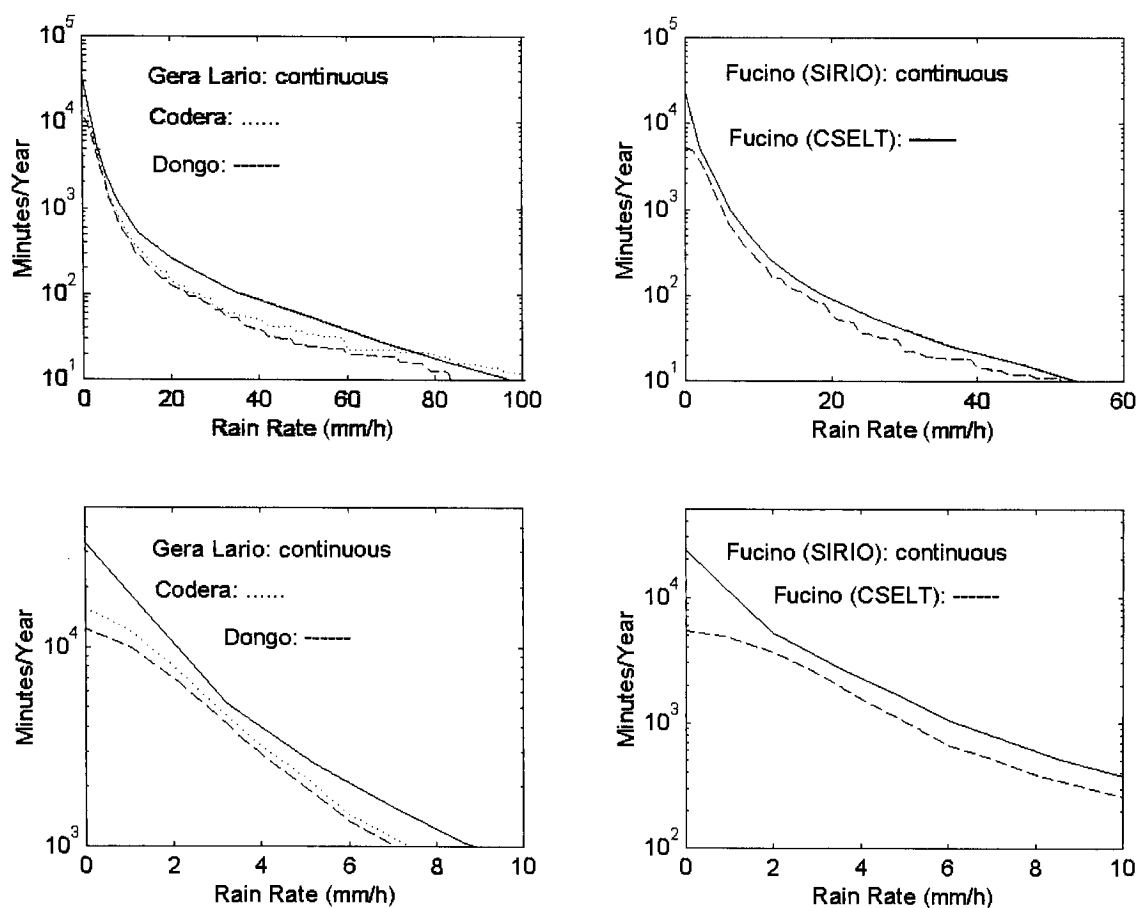 10^5
10^4
10^3
10^2
10^1
Minutes/Year
Gera Lario: continuous
Codera: ......
Dongo: ------
0 20 40 60 80 100
Rain Rate (mm/h)
10^5
10^4
10^3
10^2
10^1
Minutes/Year
Fucino (SIRIO): continuous
Fucino (CSELT): ——
0 20 40 60
Rain Rate (mm/h)
10^4
10^3
Minutes/Year
Gera Lario: continuous
Codera: ......
Dongo: ------
0 2 4 6 8 10
Rain Rate (mm/h)
10^4
10^3
10^2
Minutes/Year
Fucino (SIRIO): continuous
Fucino (CSELT): -----
0 2 4 6 8 10
Rain Rate (mm/h)